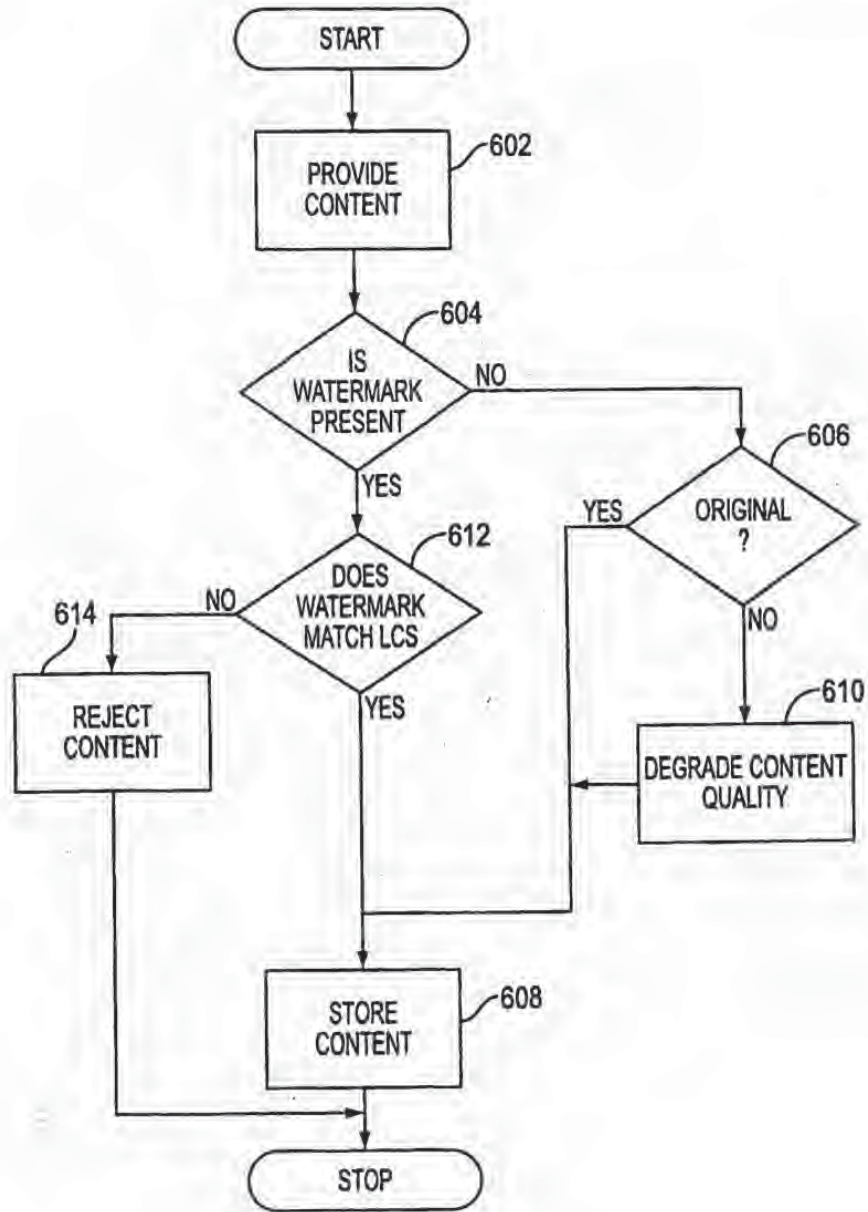 START
602
PROVIDE
CONTENT
604
IS
WATERMARK
PRESENT
NO
YES
606
ORIGINAL
?
YES
NO
612
DOES
WATERMARK
MATCH LCS
NO
YES
614
REJECT
CONTENT
610
DEGRADE CONTENT
QUALITY
608
STORE
CONTENT
STOP